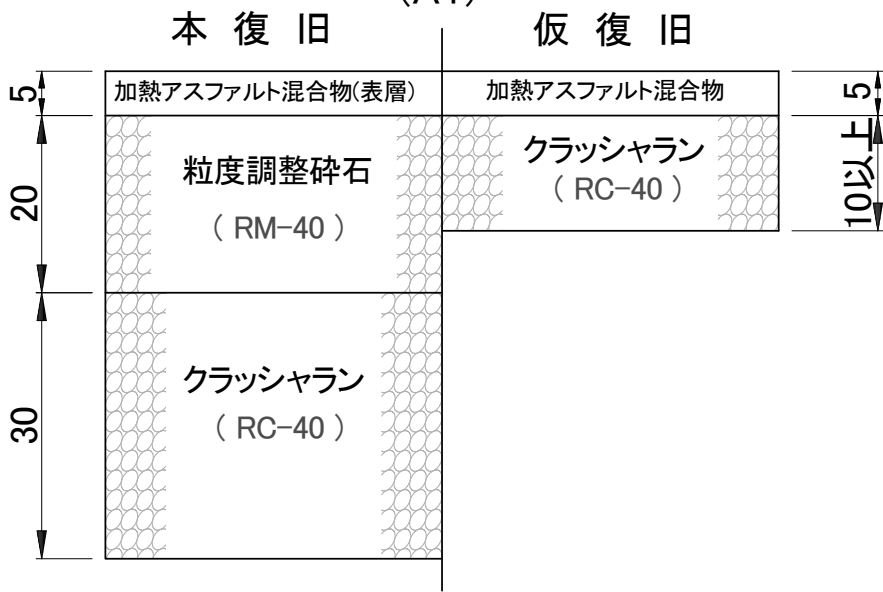 本復旧
仮復旧
5
加熱アスファルト混合物(表層)
加熱アスファルト混合物
5
20
粒度調整砕石
(RM-40)
クラッシャラン
(RC-40)
10以上
30
クラッシャラン
(RC-40)